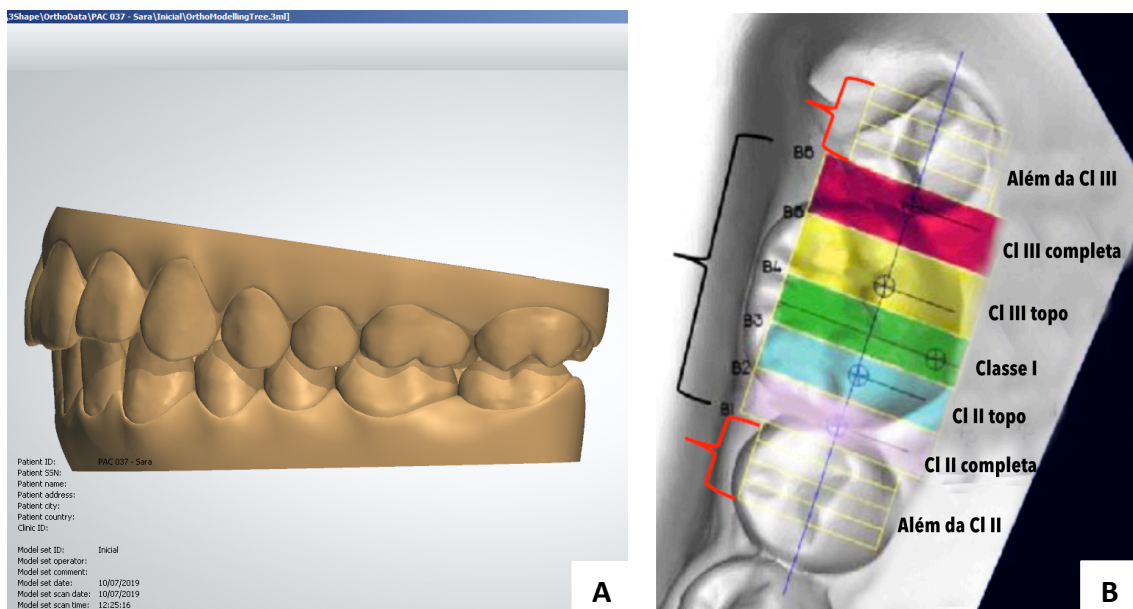 3Shape\OrthoData\PAC 037 - Sara\Inicial\OrthoModellingTree.3ml]
Patient ID: PAC 037 - Sara
Patient SSN:
Patient name:
Patient address:
Patient city:
Patient country:
Clinic ID:
Model set ID: Inicial
Model set operator:
Model set comment:
Model set date: 10/07/2019
Model set scan date: 10/07/2019
Model set scan time: 12:25:16
A
B6
B5
B4
B3
B2
B1
Além da Cl III
Cl III completa
Cl III topo
Classe I
Cl II topo
Cl II completa
Além da Cl II
B